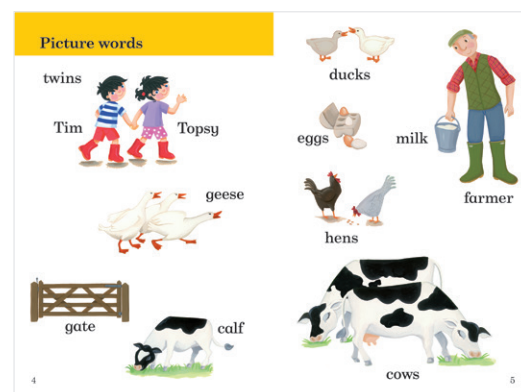 Picture words
twins
Tim
Topsy
geese
gate
calf
4
ducks
eggs
milk
farmer
hens
cows
5